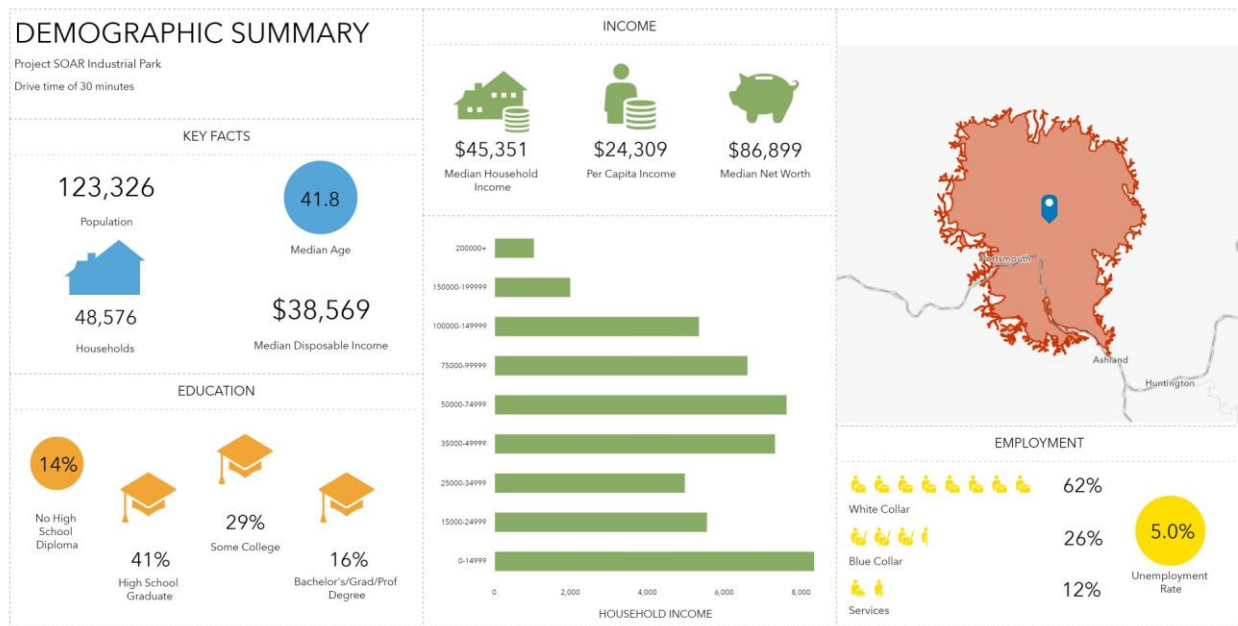 DEMOGRAPHIC SUMMARY
Project SOAR Industrial Park
Drive time of 30 minutes
KEY FACTS
123,326
Population
41.8
Median Age
48,576
Households
$38,569
Median Disposable Income
EDUCATION
14%
No High
School
Diploma
41%
High School
Graduate
29%
Some College
16%
Bachelor's/Grad/Prof
Degree
INCOME
$45,351
Median Household
Income
$24,309
Per Capita Income
$86,899
Median Net Worth
200000+
150000-199999
100000-149999
75000-99999
50000-74999
35000-49999
25000-34999
15000-24999
0-14999
0
2,000
4,000
6,000
8,000
HOUSEHOLD INCOME
Portsmouth
Ashland
Huntington
EMPLOYMENT
62%
White Collar
26%
Blue Collar
12%
Services
5.0%
Unemployment
Rate